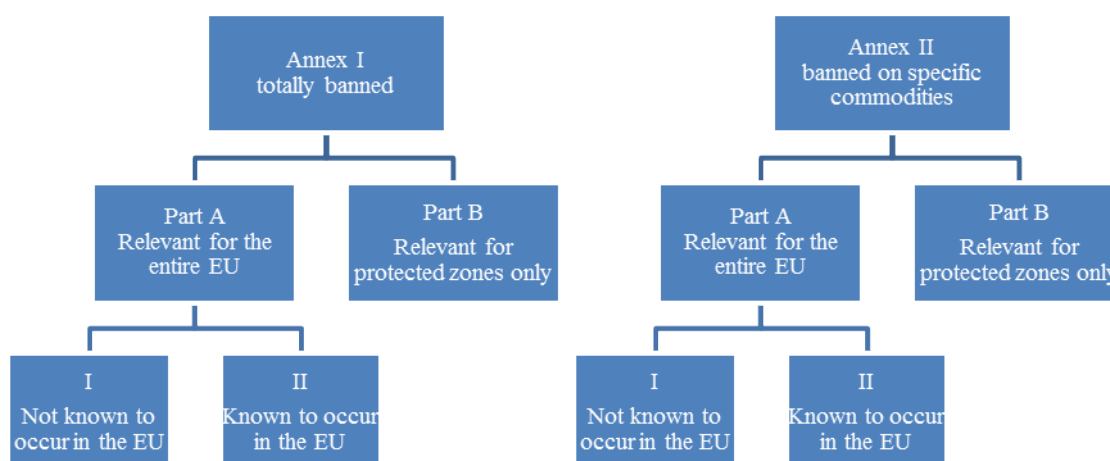 Annex I
totally banned
Annex II
banned on specific
commodities
Part A
Relevant for the
entire EU
Part B
Relevant for
protected zones only
Part A
Relevant for the
entire EU
Part B
Relevant for
protected zones only
I
Not known to
occur in the EU
II
Known to occur
in the EU
I
Not known to
occur in the EU
II
Known to occur
in the EU